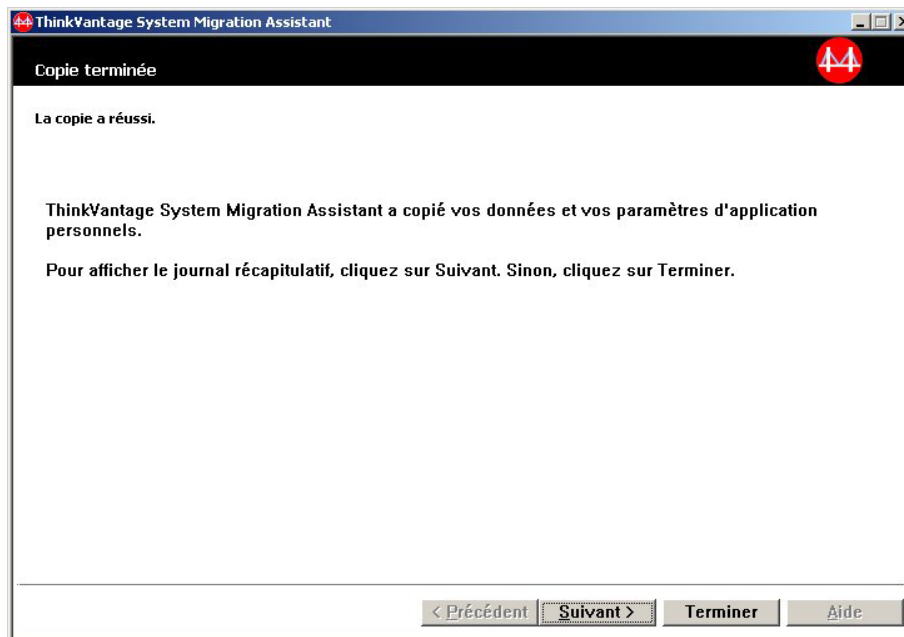 ThinkVantage System Migration Assistant
Copie terminée
La copie a réussi.
ThinkVantage System Migration Assistant a copié vos données et vos paramètres d'application
personnels.
Pour afficher le journal récapitulatif, cliquez sur Suivant. Sinon, cliquez sur Terminer.
< Précédent
Suivant >
Terminer
Aide